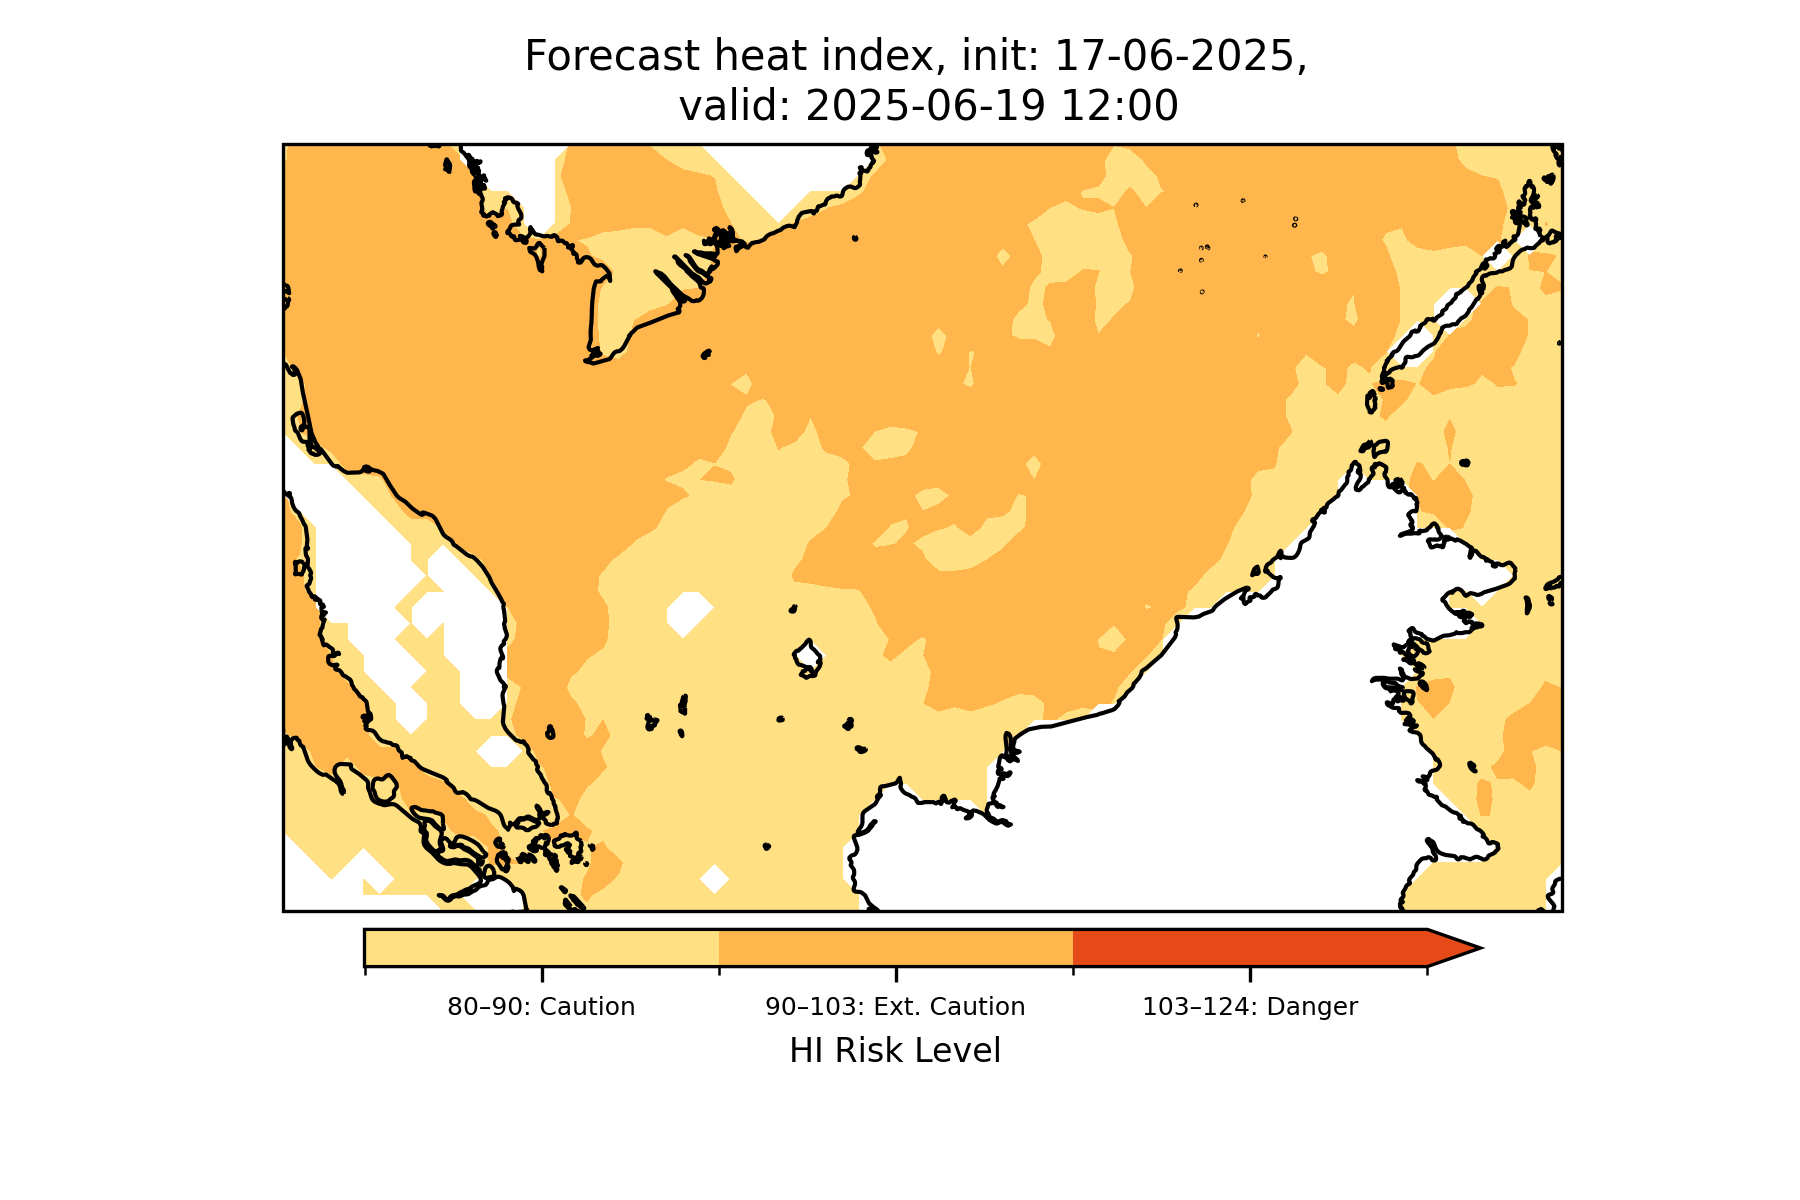 Forecast heat index, init: 17-06-2025,
valid: 2025-06-19 12:00
80–90: Caution
90–103: Ext. Caution
103–124: Danger
HI Risk Level